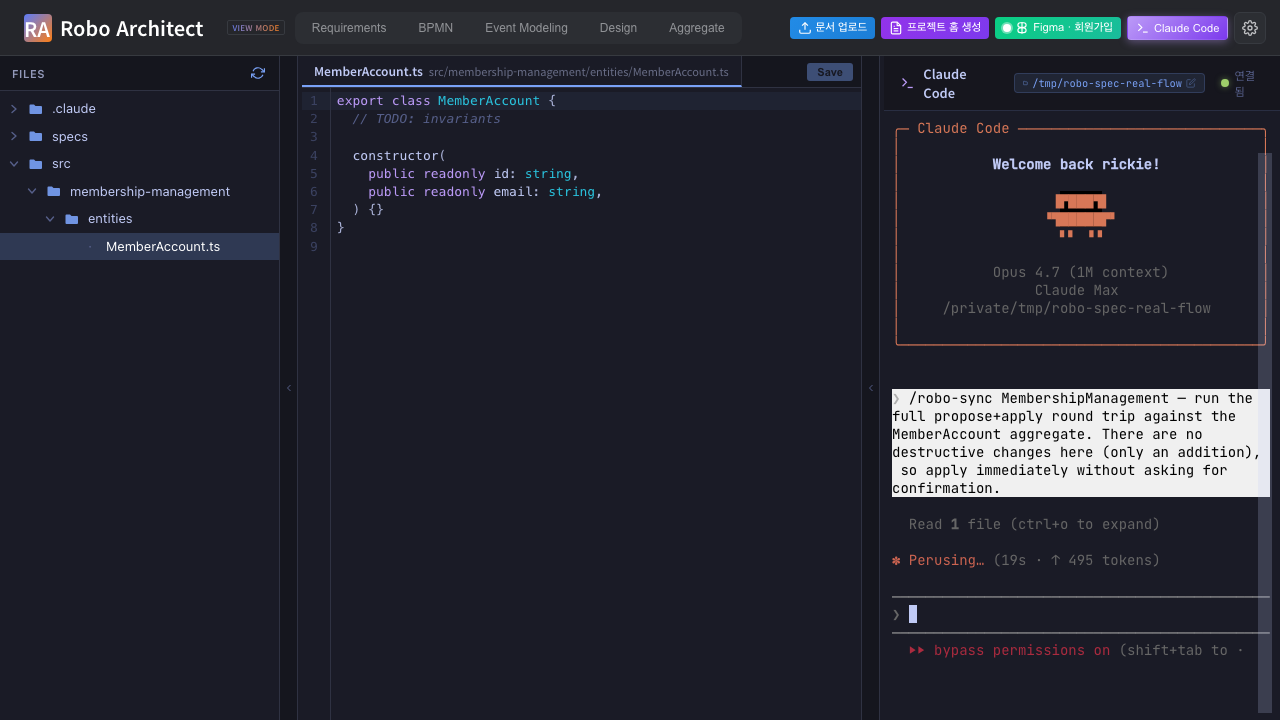 RA Robo Architect
VIEW MODE
Requirements BPMN Event Modeling Design Aggregate
문서 업로드
프로젝트 홈 생성
Figma · 회원가입
Claude Code
FILES
.claude
specs
src
membership-management
entities
MemberAccount.ts
MemberAccount.ts src/membership-management/entities/MemberAccount.ts
Save
1 export class MemberAccount {
2 // TODO: invariants
3
4 constructor(
5 public readonly id: string,
6 public readonly email: string,
7 ) {}
8 }
9
Claude
Code
/tmp/robo-spec-real-flow
연결
됨
Claude Code
Welcome back rickie!
Opus 4.7 (1M context)
Claude Max
/private/tmp/robo-spec-real-flow
❯ /robo-sync MembershipManagement — run the
full propose+apply round trip against the
MemberAccount aggregate. There are no
destructive changes here (only an addition),
so apply immediately without asking for
confirmation.
Read 1 file (ctrl+o to expand)
✽ Perusing… (19s · ↑ 495 tokens)
❯
⏵⏵ bypass permissions on (shift+tab to ·